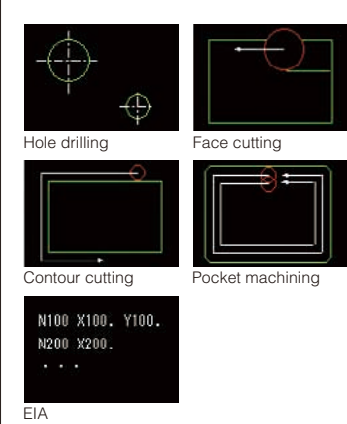 Hole drilling
Face cutting
Contour cutting
Pocket machining
N100 X100. Y100.
N200 X200.
. . .
EIA